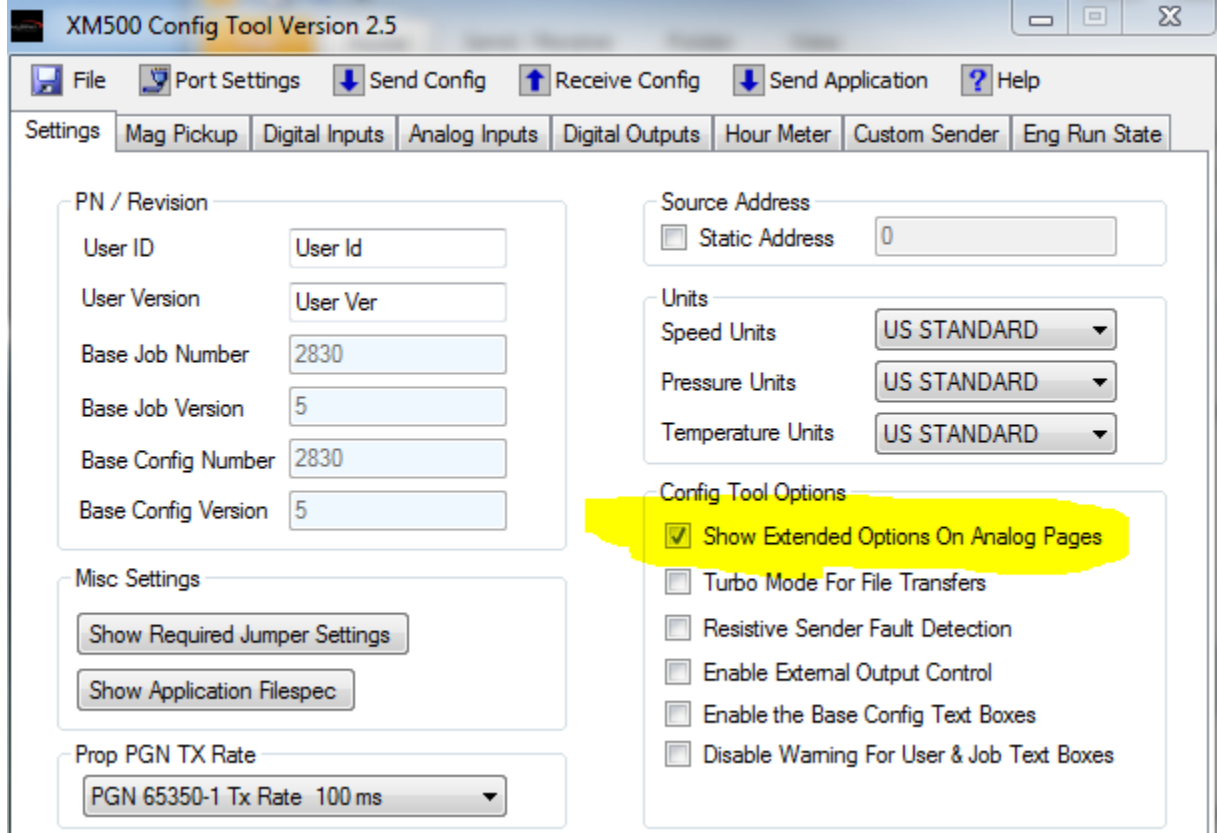 XM500 Config Tool Version 2.5
File Port Settings Send Config Receive Config Send Application ? Help
Settings Mag Pickup Digital Inputs Analog Inputs Digital Outputs Hour Meter Custom Sender Eng Run State
PN / Revision
User ID User Id
User Version User Ver
Base Job Number 2830
Base Job Version 5
Base Config Number 2830
Base Config Version 5
Misc Settings
Show Required Jumper Settings
Show Application Filespec
Prop PGN TX Rate
PGN 65350-1 Tx Rate 100 ms
Source Address
Static Address 0
Units
Speed Units US STANDARD
Pressure Units US STANDARD
Temperature Units US STANDARD
Config Tool Options
Show Extended Options On Analog Pages
Turbo Mode For File Transfers
Resistive Sender Fault Detection
Enable External Output Control
Enable the Base Config Text Boxes
Disable Warning For User & Job Text Boxes